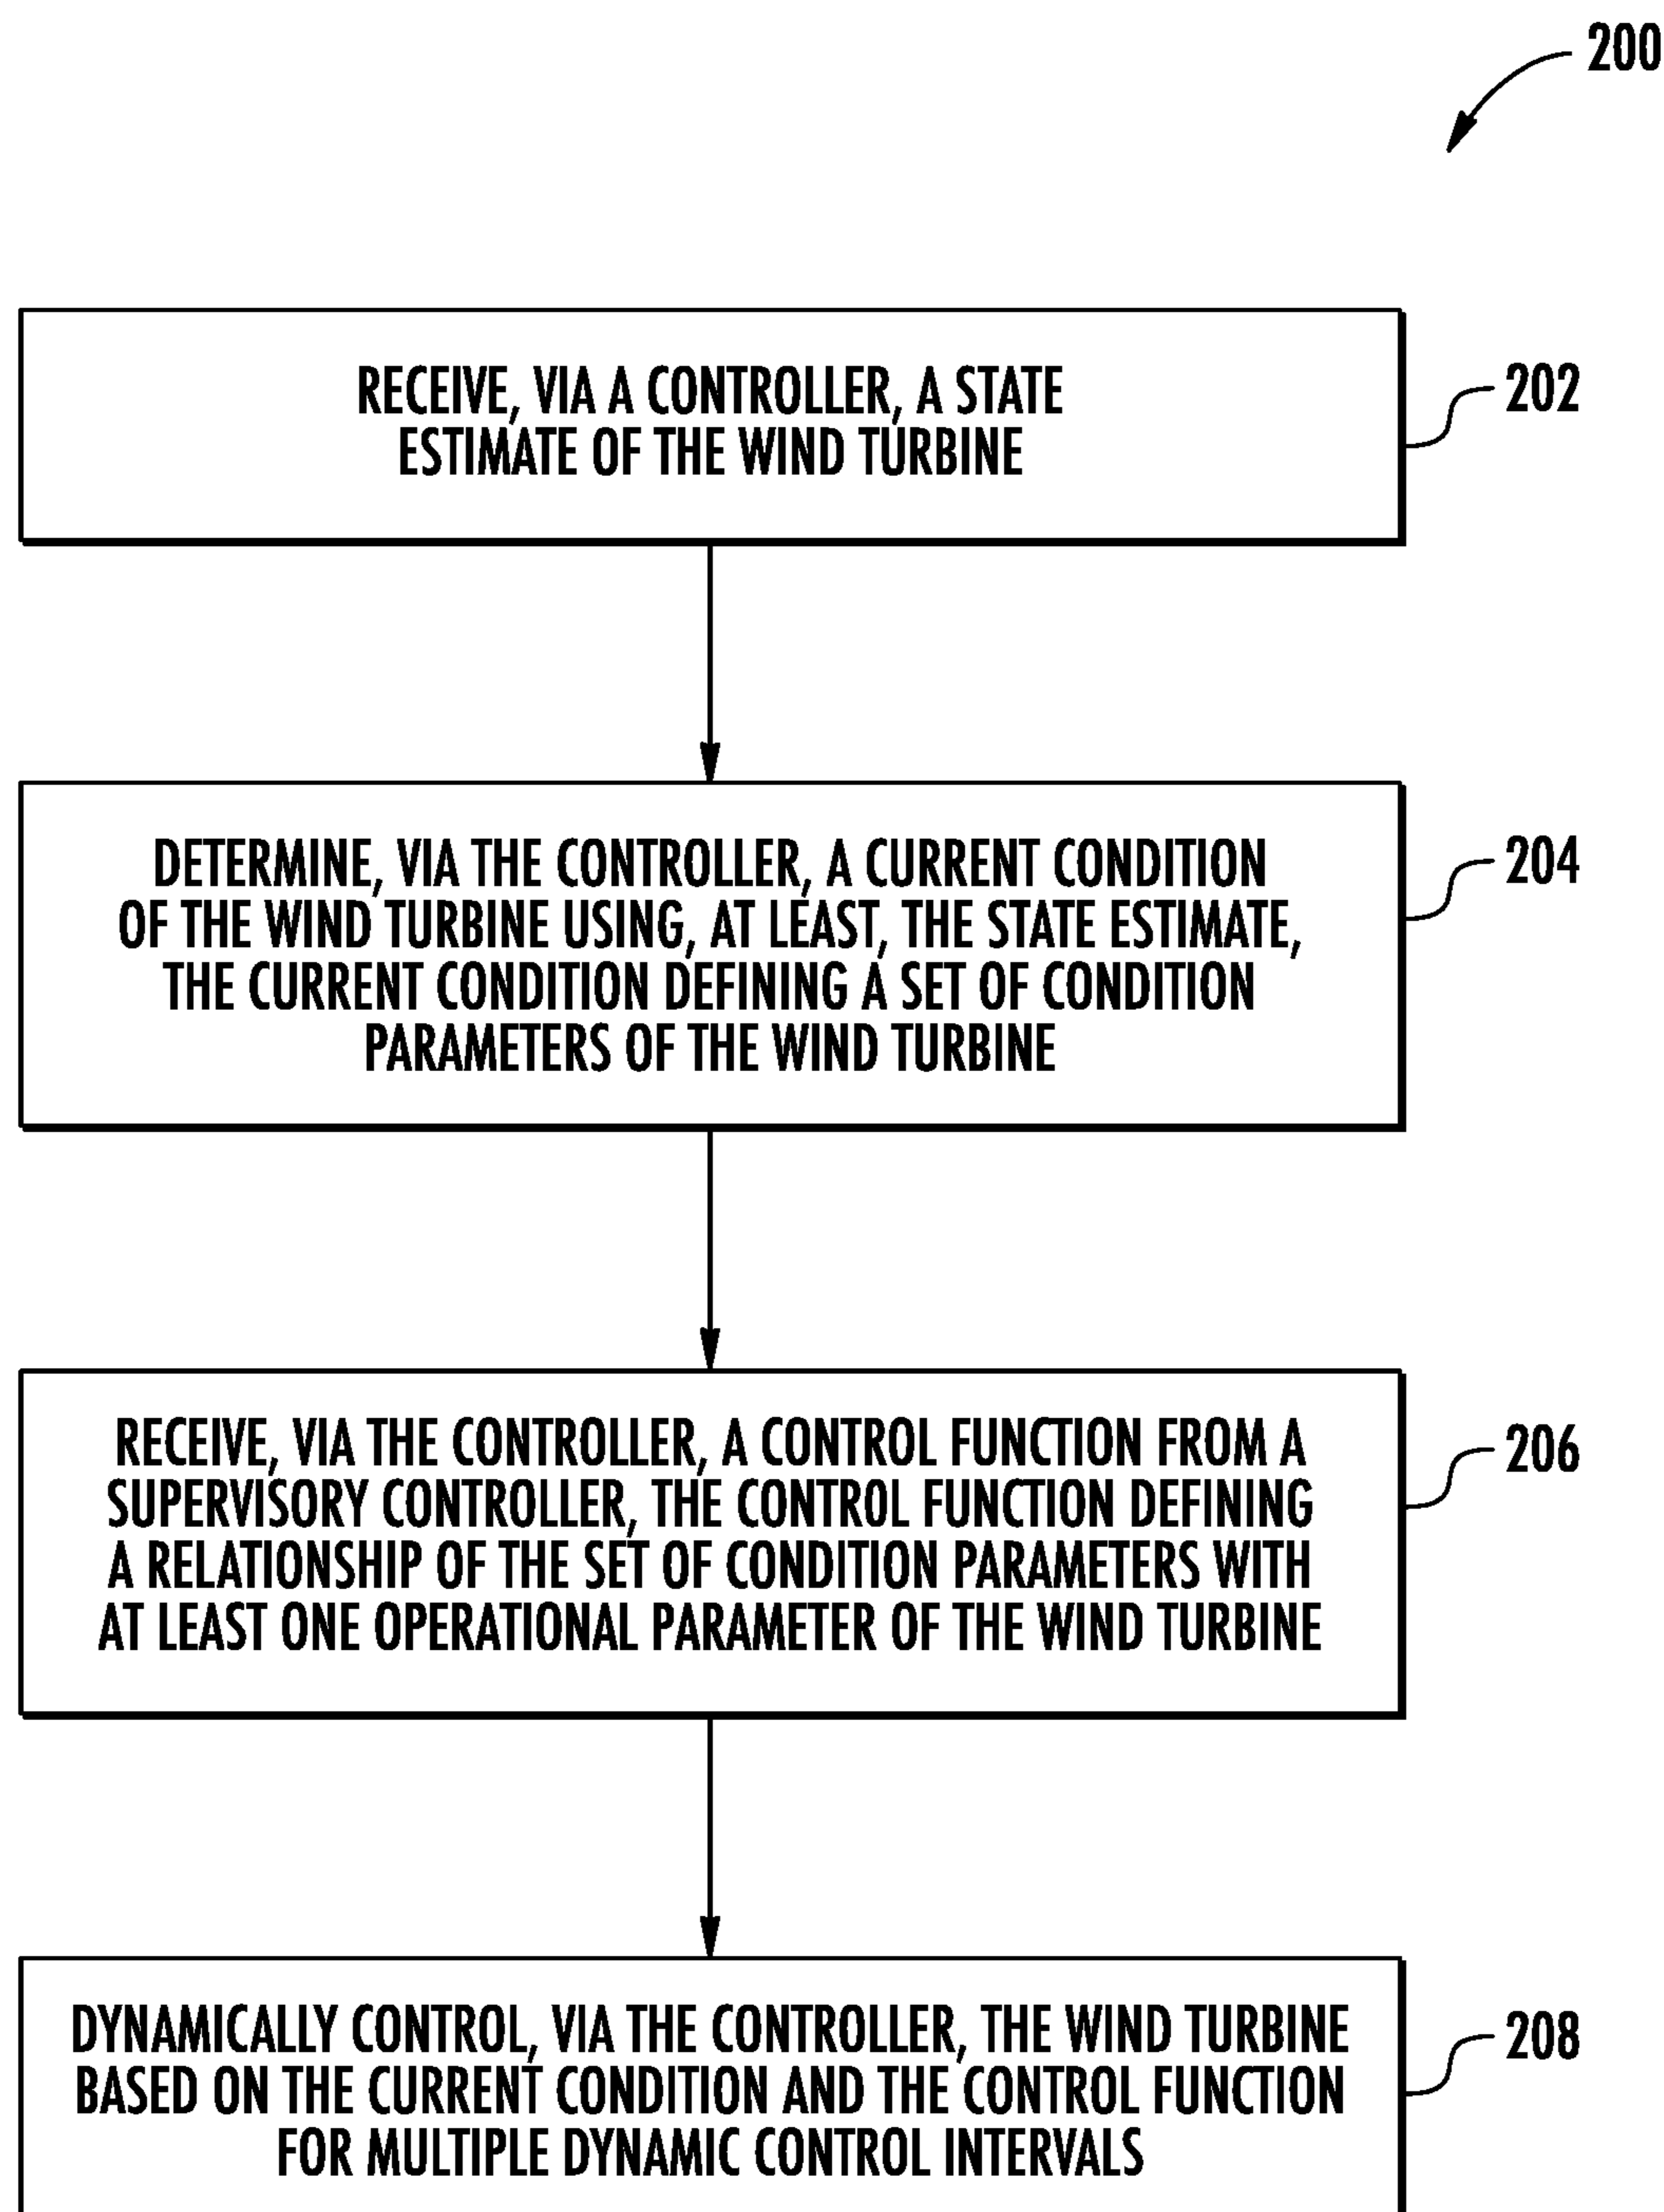 200
RECEIVE, VIA A CONTROLLER, A STATE
ESTIMATE OF THE WIND TURBINE
202
DETERMINE, VIA THE CONTROLLER, A CURRENT CONDITION
OF THE WIND TURBINE USING, AT LEAST, THE STATE ESTIMATE,
THE CURRENT CONDITION DEFINING A SET OF CONDITION
PARAMETERS OF THE WIND TURBINE
204
RECEIVE, VIA THE CONTROLLER, A CONTROL FUNCTION FROM A
SUPERVISORY CONTROLLER, THE CONTROL FUNCTION DEFINING
A RELATIONSHIP OF THE SET OF CONDITION PARAMETERS WITH
AT LEAST ONE OPERATIONAL PARAMETER OF THE WIND TURBINE
206
DYNAMICALLY CONTROL, VIA THE CONTROLLER, THE WIND TURBINE
BASED ON THE CURRENT CONDITION AND THE CONTROL FUNCTION
FOR MULTIPLE DYNAMIC CONTROL INTERVALS
208